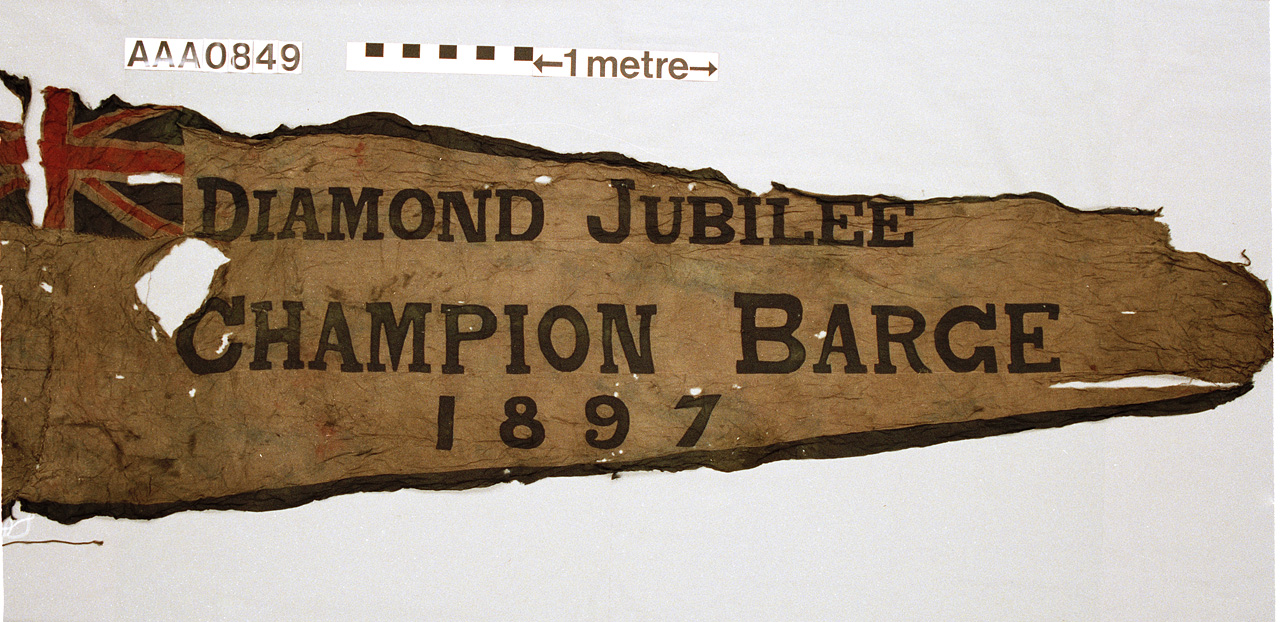 AAA0849
←1 metre→
DIAMOND JUBILEE
CHAMPION BARGE
1897